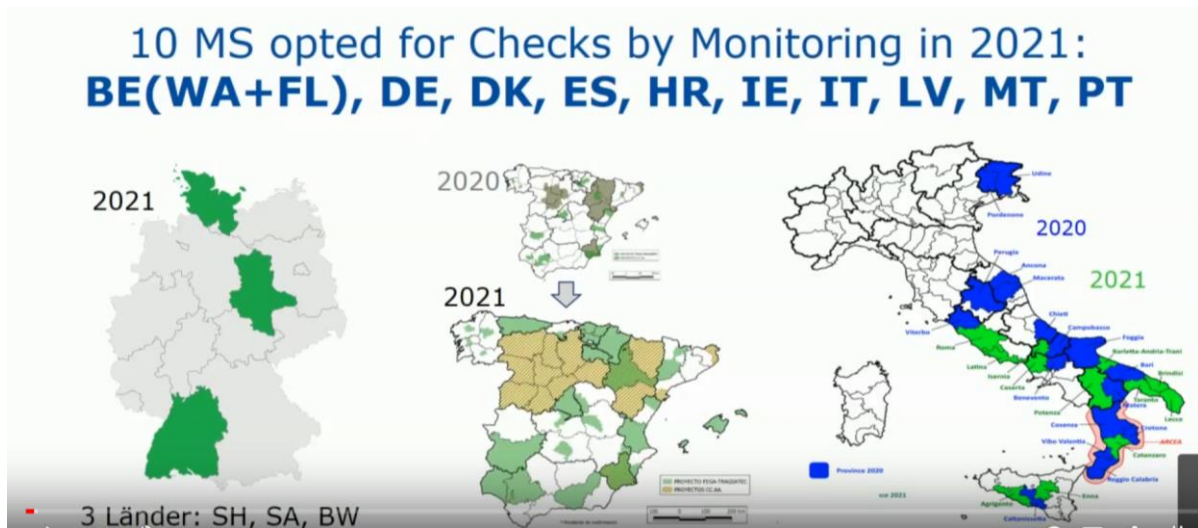 10 MS opted for Checks by Monitoring in 2021:
BE(WA+FL), DE, DK, ES, HR, IE, IT, LV, MT, PT
2021
3 Länder: SH, SA, BW
2020
2021
PROYECTO FEGA-TRAGSATEC
PROYECTOS CC.AA
2020
2021
Udine
Pordenone
Perugia
Ancona
Macerata
Viterbo
Chieti
Campobasso
Foggia
Roma
Barletta-Andria-Trani
Bari
Latina
Brindisi
Isernia
Caserta
Benevento
Taranto
Potenza
Matera
Lecce
Cosenza
Crotone
Vibo Valentia
ARCEA
Catanzaro
Reggio Calabria
Province 2020
2021
Enna
Agrigento
Caltanissetta